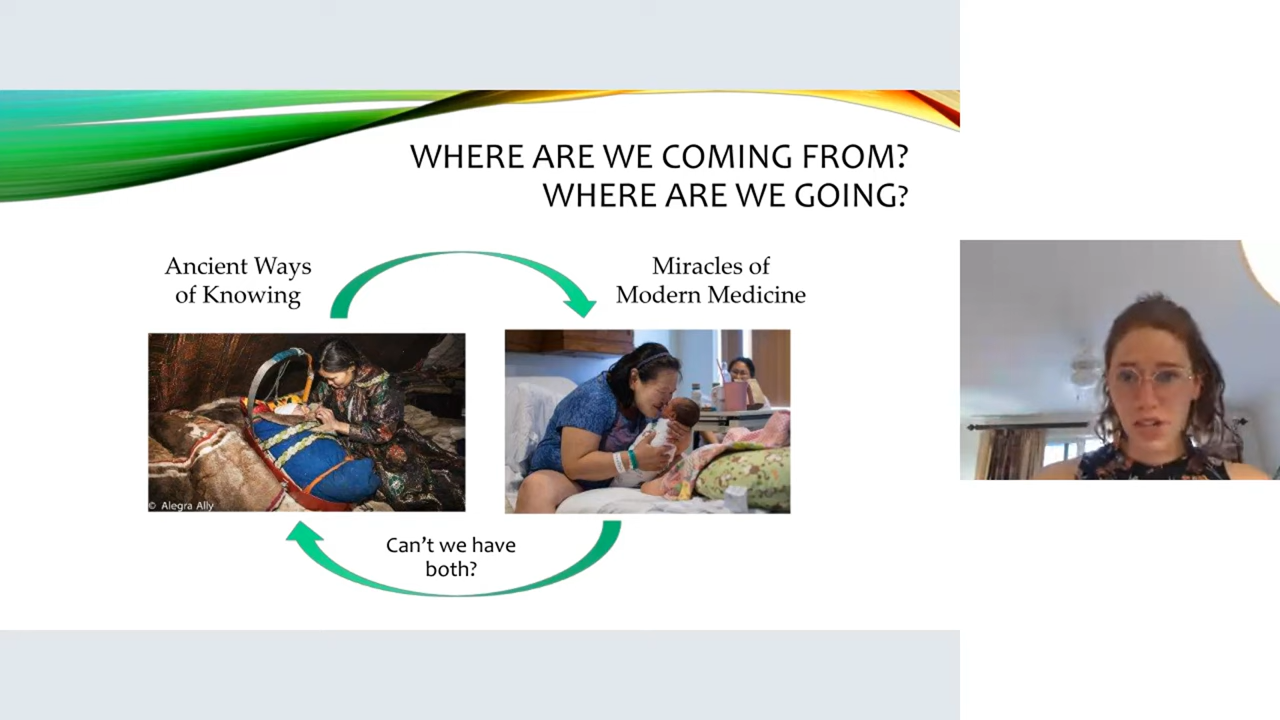 WHERE ARE WE COMING FROM?
WHERE ARE WE GOING?
Ancient Ways
of Knowing
Miracles of
Modern Medicine
© Alegra Ally
Can't we have
both?